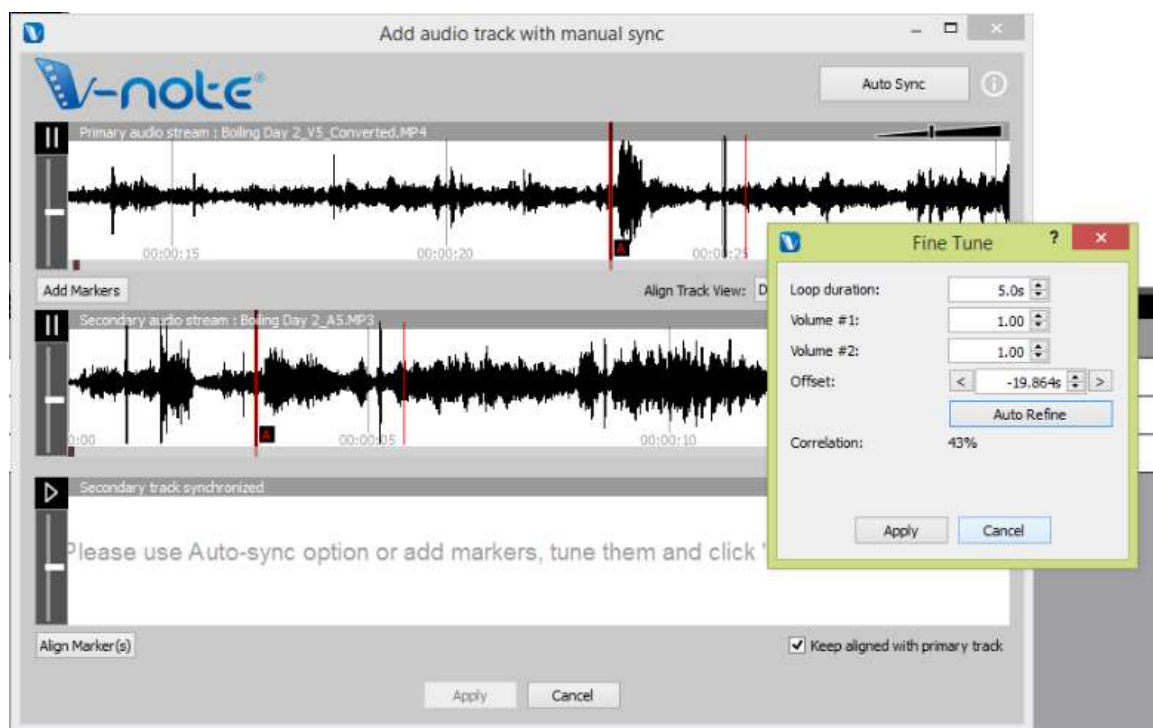 Add audio track with manual sync
V-note®
Auto Sync
Primary audio stream : Boiling Day 2_V5_Converted.MP4
A
00:00:15
00:00:20
00:00:25
Add Markers
Align Track View: D
Secondary audio stream : Boiling Day 2_A5.MP3
0:00
A
00:00:05
00:00:10
Secondary track synchronized
Please use Auto-sync option or add markers, tune them and click '
Align Marker(s)
Keep aligned with primary track
Apply
Cancel
Fine Tune
?
Loop duration:
5.0s
Volume #1:
1.00
Volume #2:
1.00
Offset:
< -19.864s >
Auto Refine
Correlation:
43%
Apply
Cancel